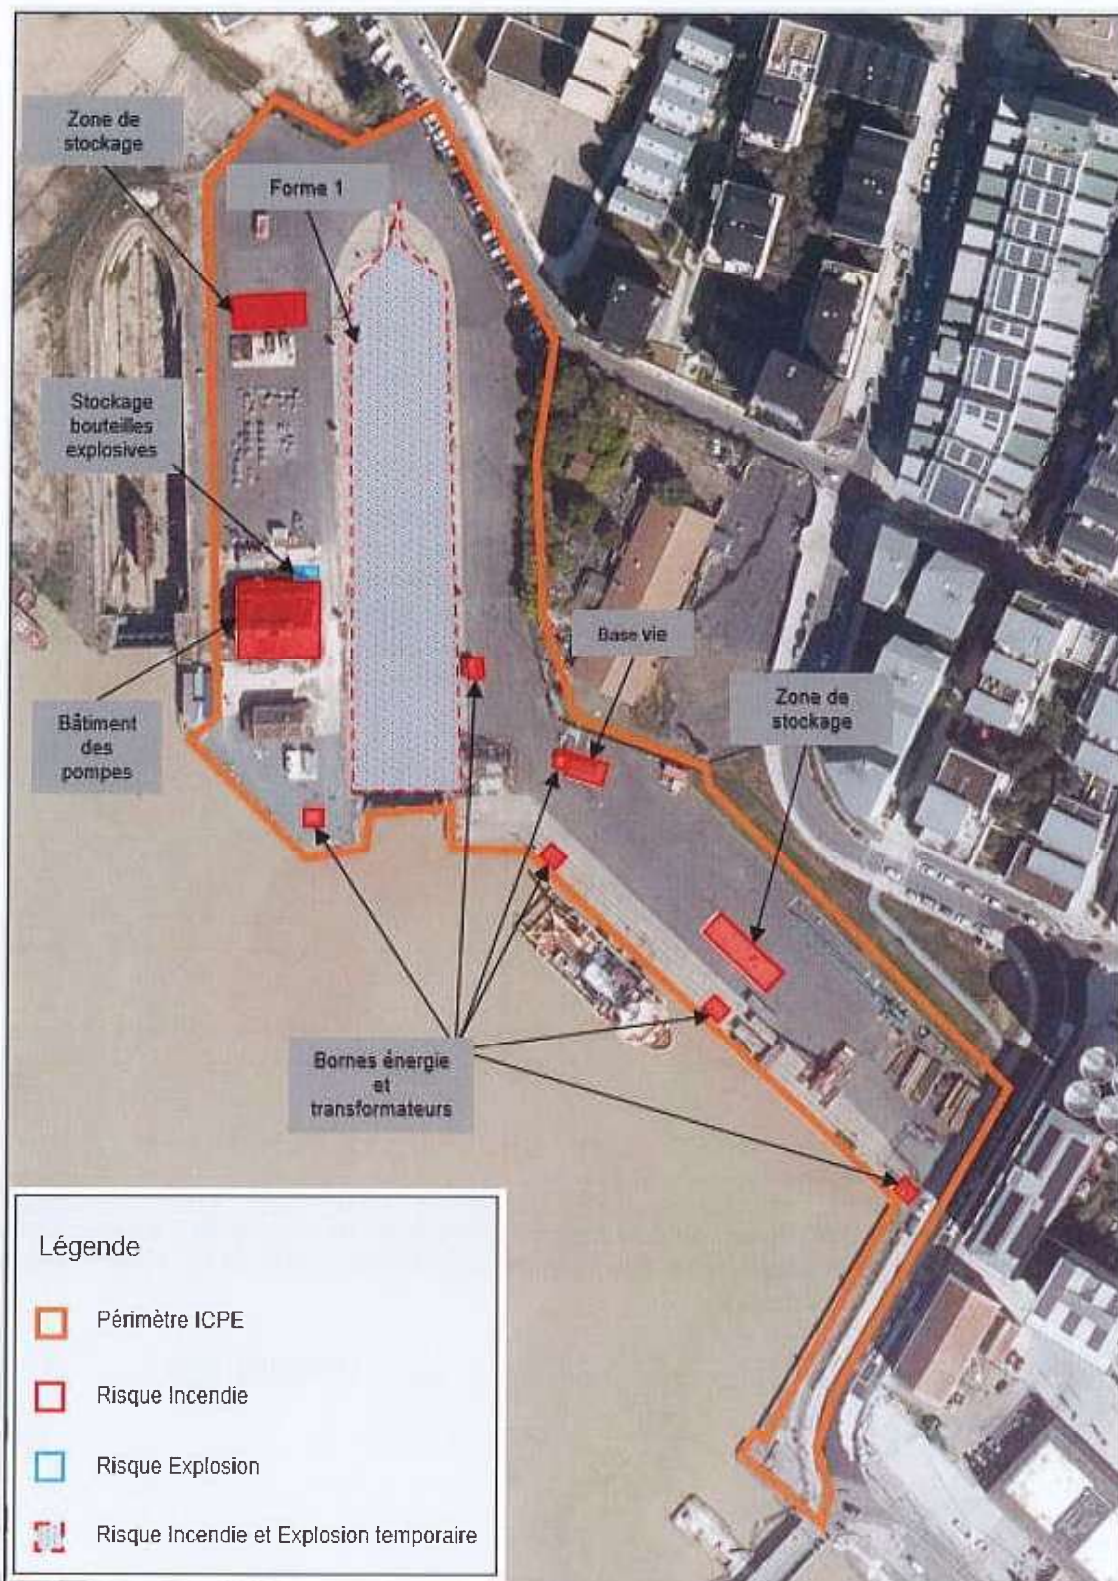 Zone de
stockage
Forme 1
Stockage
bouteilles
explosives
Base vie
Zone de
stockage
Bâtiment
des
pompes
Bornes énergie
et
transformateurs
Légende
Périmètre ICPE
Risque Incendie
Risque Explosion
Risque Incendie et Explosion temporaire